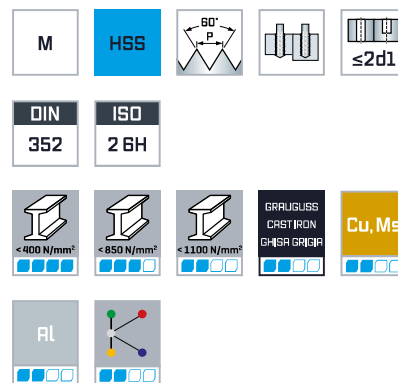 M
HSS
60°
P
≤2d1
DIN
352
ISO
2 6H
<400 N/mm²
<850 N/mm²
<1100 N/mm²
GRAUGUSS
CAST IRON
GHISA GRIGIA
Cu, Ms
Al